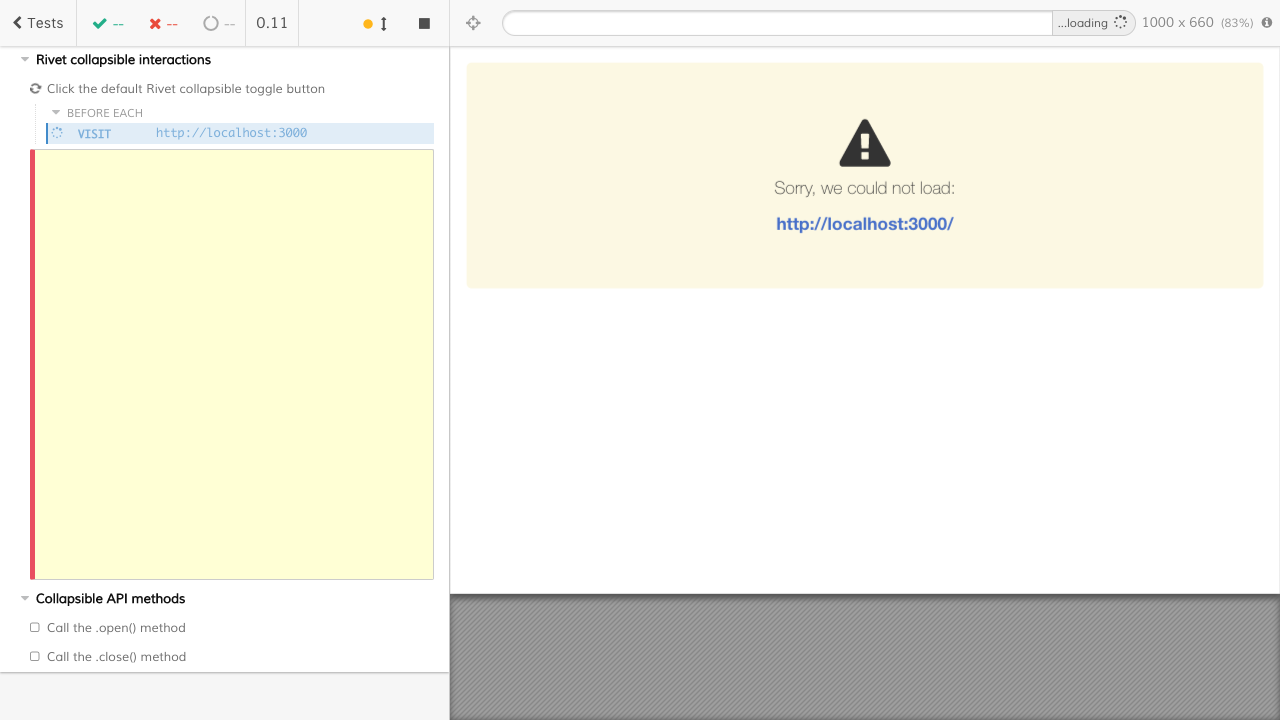 Tests -- -- -- 0.11
...loading 1000 x 660 (83%)
Rivet collapsible interactions
Click the default Rivet collapsible toggle button
BEFORE EACH
VISIT http://localhost:3000
Collapsible API methods
Call the .open() method
Call the .close() method
Sorry, we could not load:
http://localhost:3000/